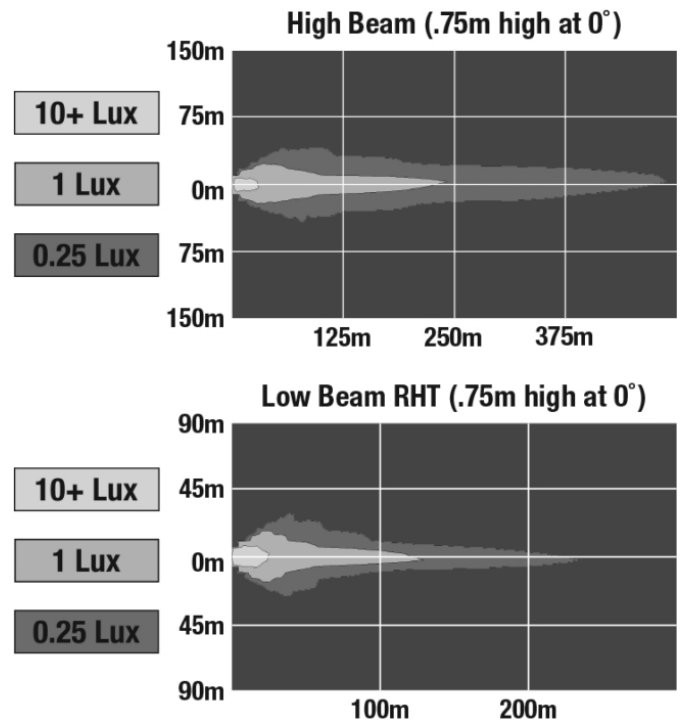 High Beam (.75m high at 0°)
150m
10+ Lux
75m
1 Lux
0m
0.25 Lux
75m
150m
125m 250m 375m
Low Beam RHT (.75m high at 0°)
90m
10+ Lux
45m
1 Lux
0m
0.25 Lux
45m
90m
100m 200m